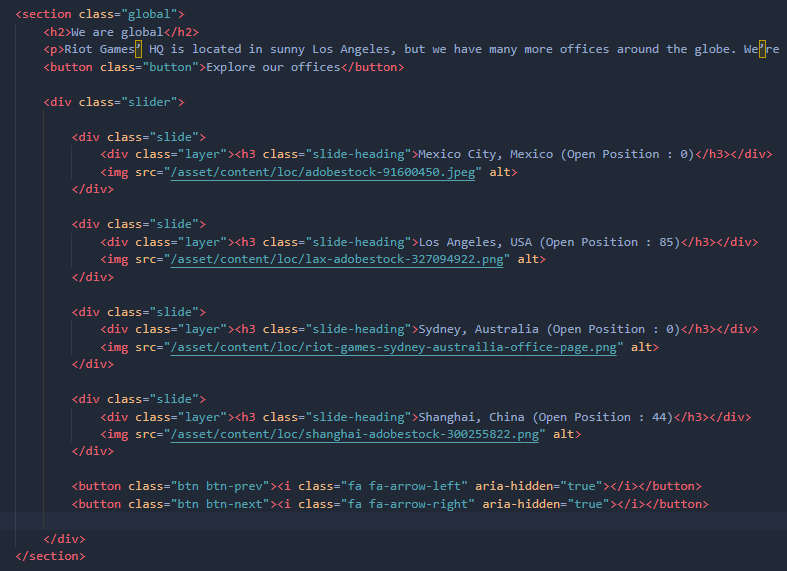 <section class="global">
<h2>We are global</h2>
<p>Riot Games’ HQ is located in sunny Los Angeles, but we have many more offices around the globe. We’re
<button class="button">Explore our offices</button>
<div class="slider">
<div class="slide">
<div class="layer"><h3 class="slide-heading">Mexico City, Mexico (Open Position : 0)</h3></div>
<img src="/asset/content/loc/adobestock-91600450.jpeg" alt>
</div>
<div class="slide">
<div class="layer"><h3 class="slide-heading">Los Angeles, USA (Open Position : 85)</h3></div>
<img src="/asset/content/loc/lax-adobestock-327094922.png" alt>
</div>
<div class="slide">
<div class="layer"><h3 class="slide-heading">Sydney, Australia (Open Position : 0)</h3></div>
<img src="/asset/content/loc/riot-games-sydney-austrailia-office-page.png" alt>
</div>
<div class="slide">
<div class="layer"><h3 class="slide-heading">Shanghai, China (Open Position : 44)</h3></div>
<img src="/asset/content/loc/shanghai-adobestock-300255822.png" alt>
</div>
<button class="btn btn-prev"><i class="fa fa-arrow-left" aria-hidden="true"></i></button>
<button class="btn btn-next"><i class="fa fa-arrow-right" aria-hidden="true"></i></button>
</div>
</section>